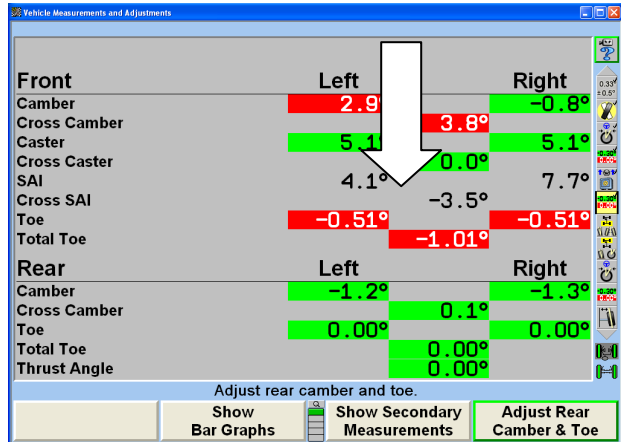 Vehicle Measurements and Adjustments
Front Left Right
Camber 2.9° -0.8°
Cross Camber 3.8°
Caster 5.1° 5.1°
Cross Caster 0.0°
SAI 4.1° 7.7°
Cross SAI -3.5°
Toe -0.51° -0.51°
Total Toe -1.01°
Rear Left Right
Camber -1.2° -1.3°
Cross Camber 0.1°
Toe 0.00° 0.00°
Total Toe 0.00°
Thrust Angle 0.00°
Adjust rear camber and toe.
Show Bar Graphs
Show Secondary Measurements
Adjust Rear Camber & Toe
0.33°
±0.5°